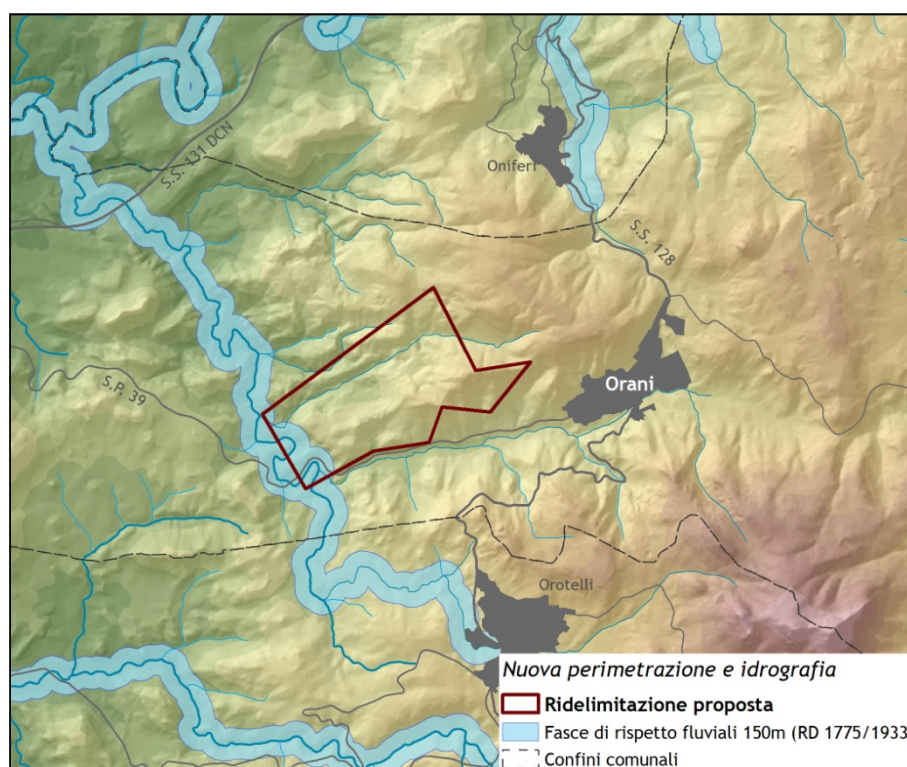 Oniferi
S.S. 131 DCN
S.S. 128
Orani
S.P. 39
Orotelli
Nuova perimetrazione e idrografia
Ridelimitazione proposta
Fasce di rispetto fluviali 150m (RD 1775/1933
Confini comunali